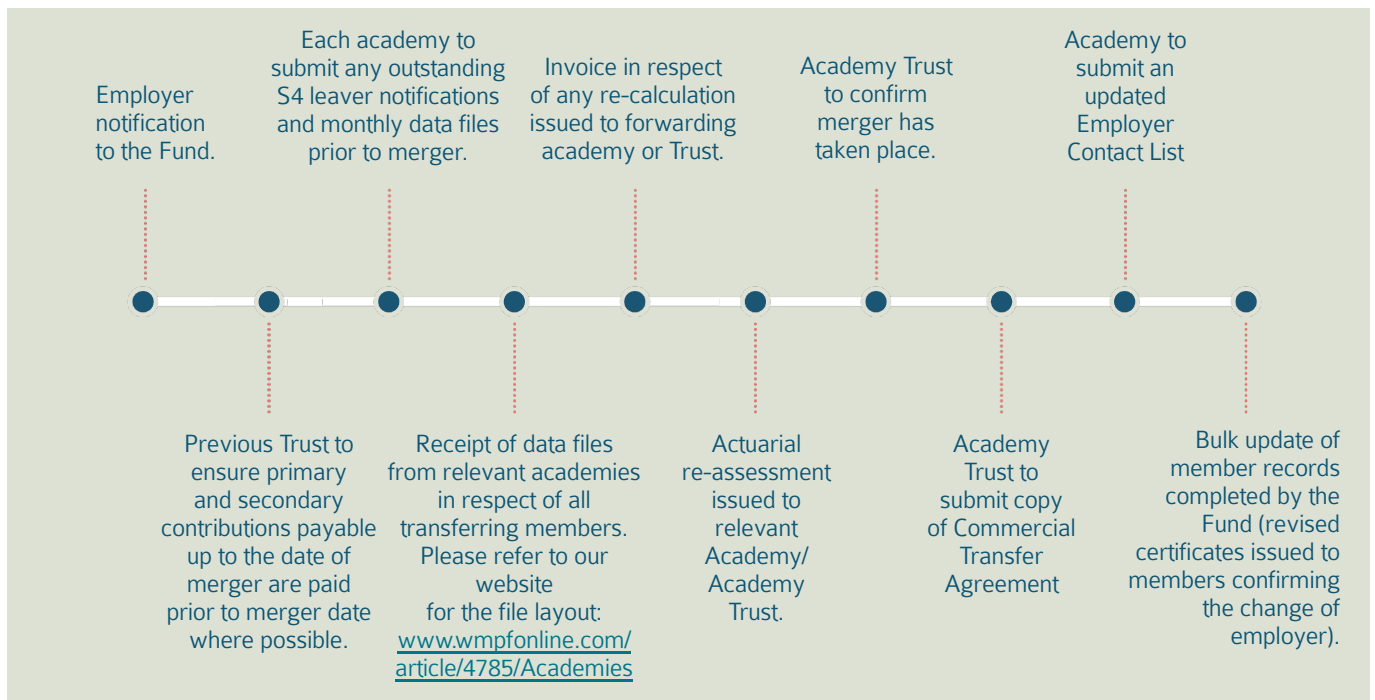 Employer
notification
to the Fund.
Previous Trust to
ensure primary
and secondary
contributions payable
up to the date of
merger are paid
prior to merger date
where possible.
Each academy to
submit any outstanding
S4 leaver notifications
and monthly data files
prior to merger.
Receipt of data files
from relevant academies
in respect of all
transferring members.
Please refer to our
website
for the file layout:
www.wmpfonline.com/
article/4785/Academies
Invoice in respect
of any re-calculation
issued to forwarding
academy or Trust.
Actuarial
re-assessment
issued to
relevant
Academy/
Academy
Trust.
Academy Trust
to confirm
merger has
taken place.
Academy
Trust to
submit copy
of Commercial
Transfer
Agreement
Academy to
submit an
updated
Employer
Contact List
Bulk update of
member records
completed by the
Fund (revised
certificates issued to
members confirming
the change of
employer).